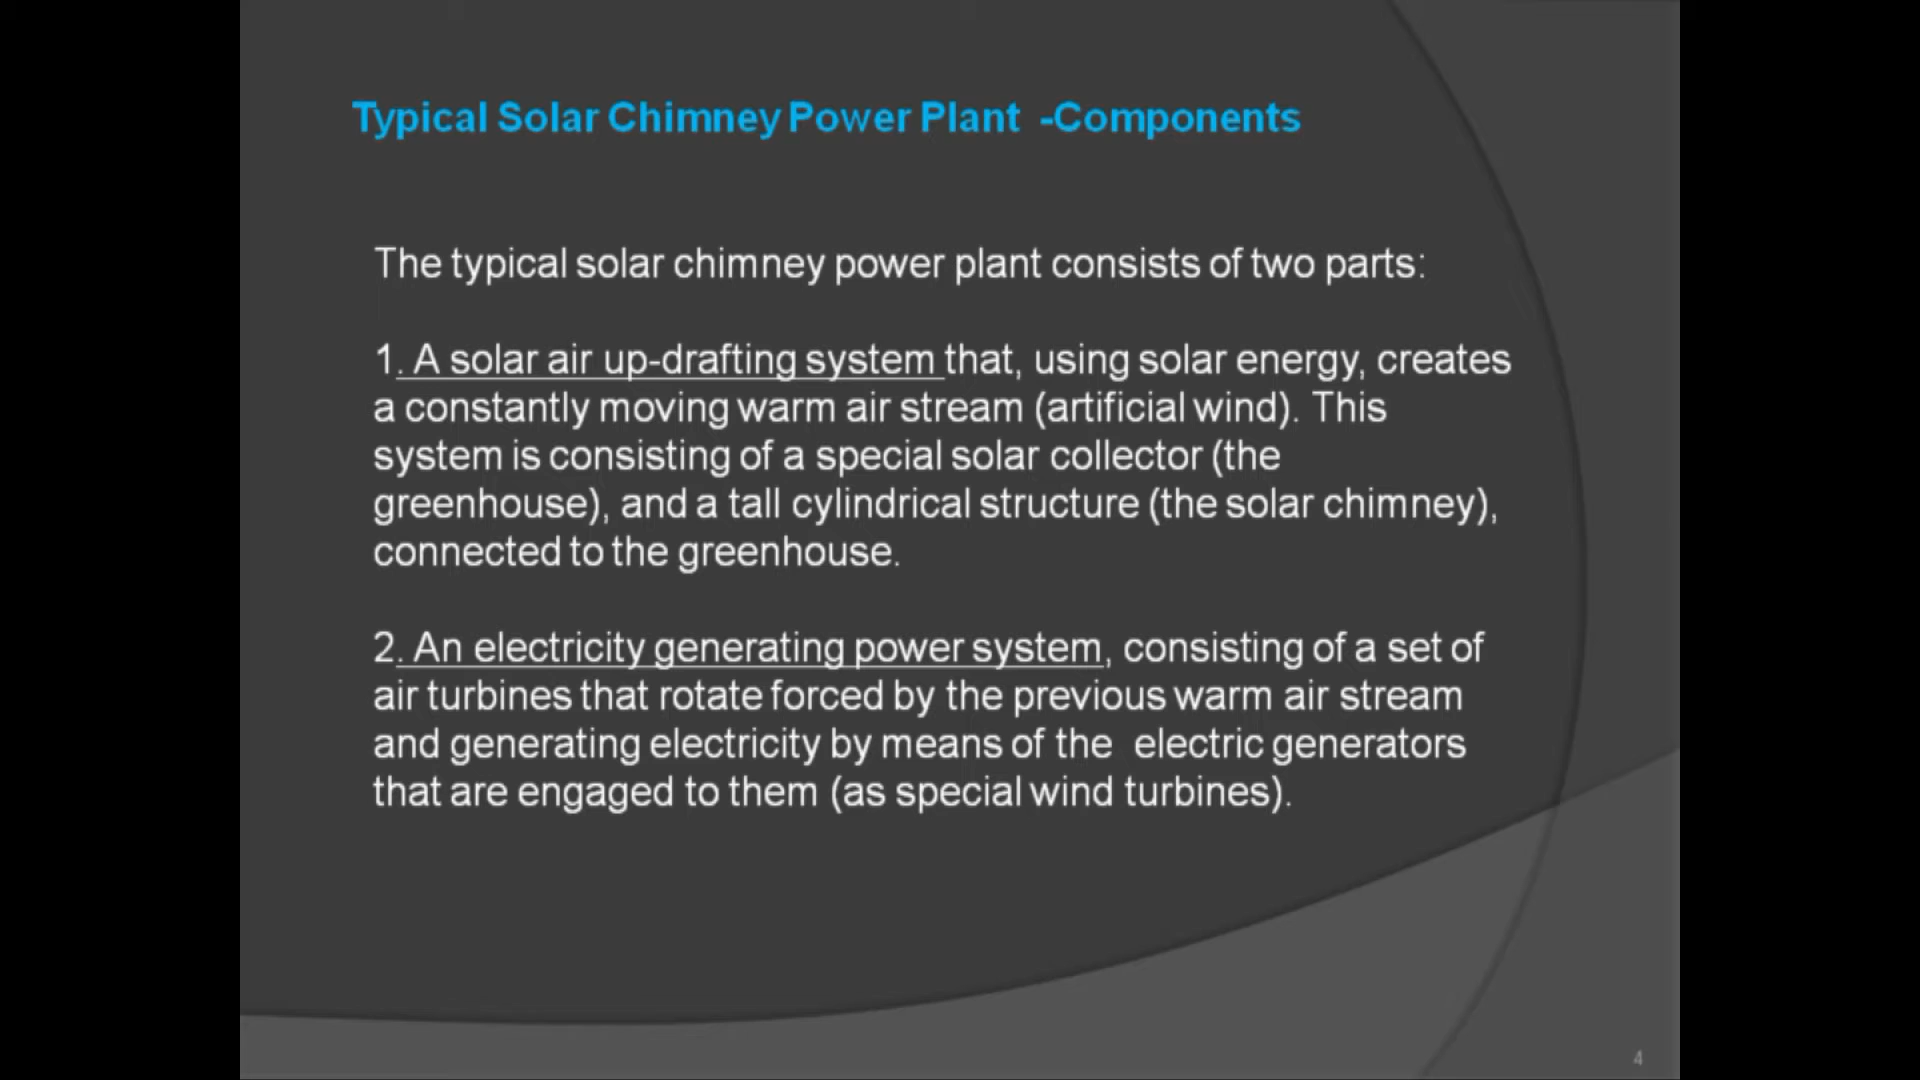 Typical Solar Chimney Power Plant -Components
The typical solar chimney power plant consists of two parts:
1. A solar air up-drafting system that, using solar energy, creates
a constantly moving warm air stream (artificial wind). This
system is consisting of a special solar collector (the
greenhouse), and a tall cylindrical structure (the solar chimney),
connected to the greenhouse.
2. An electricity generating power system, consisting of a set of
air turbines that rotate forced by the previous warm air stream
and generating electricity by means of the electric generators
that are engaged to them (as special wind turbines).
4